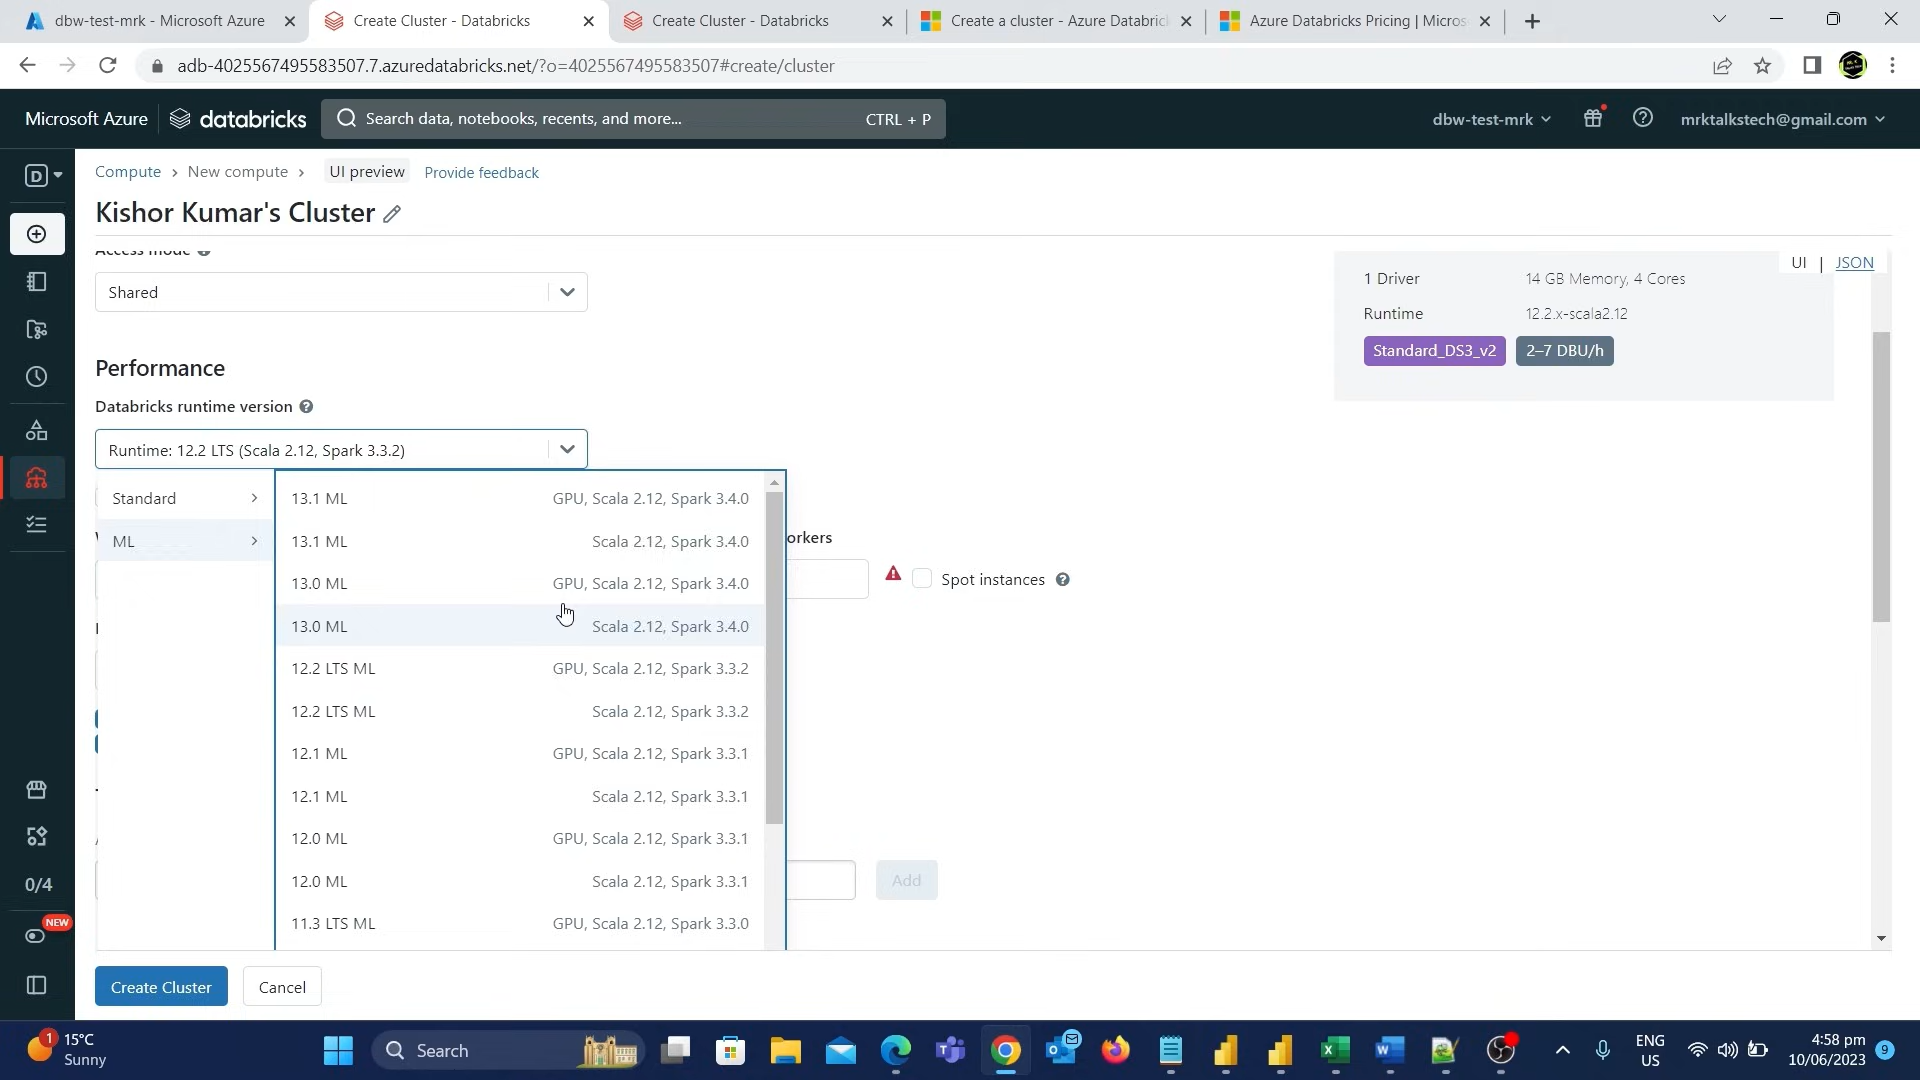 dbw-test-mrk - Microsoft Azure
Create Cluster - Databricks
Create Cluster - Databricks
Create a cluster - Azure Databric
Azure Databricks Pricing | Micros
adb-4025567495583507.7.azuredatabricks.net/?o=4025567495583507#create/cluster
Microsoft Azure
databricks
Search data, notebooks, recents, and more...
CTRL + P
dbw-test-mrk
mrktalkstech@gmail.com
D
Compute
New compute
UI preview
Provide feedback
Kishor Kumar's Cluster
Access mode
UI | JSON
Shared
1 Driver 14 GB Memory, 4 Cores
Runtime 12.2.x-scala2.12
Standard_DS3_v2 2–7 DBU/h
Performance
Databricks runtime version
Runtime: 12.2 LTS (Scala 2.12, Spark 3.3.2)
Standard
ML
13.1 ML GPU, Scala 2.12, Spark 3.4.0
13.1 ML Scala 2.12, Spark 3.4.0
13.0 ML GPU, Scala 2.12, Spark 3.4.0
13.0 ML Scala 2.12, Spark 3.4.0
12.2 LTS ML GPU, Scala 2.12, Spark 3.3.2
12.2 LTS ML Scala 2.12, Spark 3.3.2
12.1 ML GPU, Scala 2.12, Spark 3.3.1
12.1 ML Scala 2.12, Spark 3.3.1
12.0 ML GPU, Scala 2.12, Spark 3.3.1
12.0 ML Scala 2.12, Spark 3.3.1
11.3 LTS ML GPU, Scala 2.12, Spark 3.3.0
orkers
Spot instances
Add
0/4
NEW
Create Cluster
Cancel
1
15°C
Sunny
Search
ENG
US
4:58 pm
10/06/2023
9